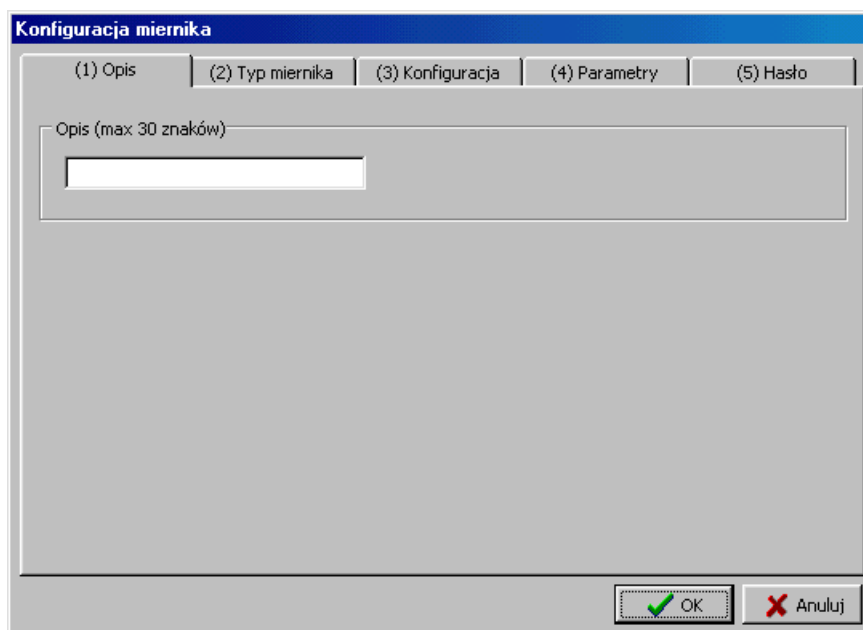 Konfiguracja miernika
(1) Opis (2) Typ miernika (3) Konfiguracja (4) Parametry (5) Hasło
Opis (max 30 znaków)
OK Anuluj